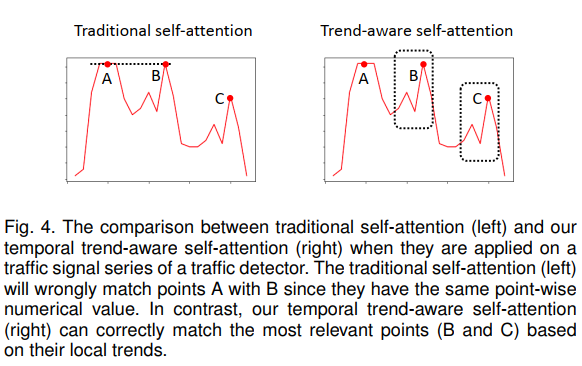 Traditional self-attention
Trend-aware self-attention
A
B
C
A
B
C
Fig. 4. The comparison between traditional self-attention (left) and our
temporal trend-aware self-attention (right) when they are applied on a
traffic signal series of a traffic detector. The traditional self-attention (left)
will wrongly match points A with B since they have the same point-wise
numerical value. In contrast, our temporal trend-aware self-attention
(right) can correctly match the most relevant points (B and C) based
on their local trends.